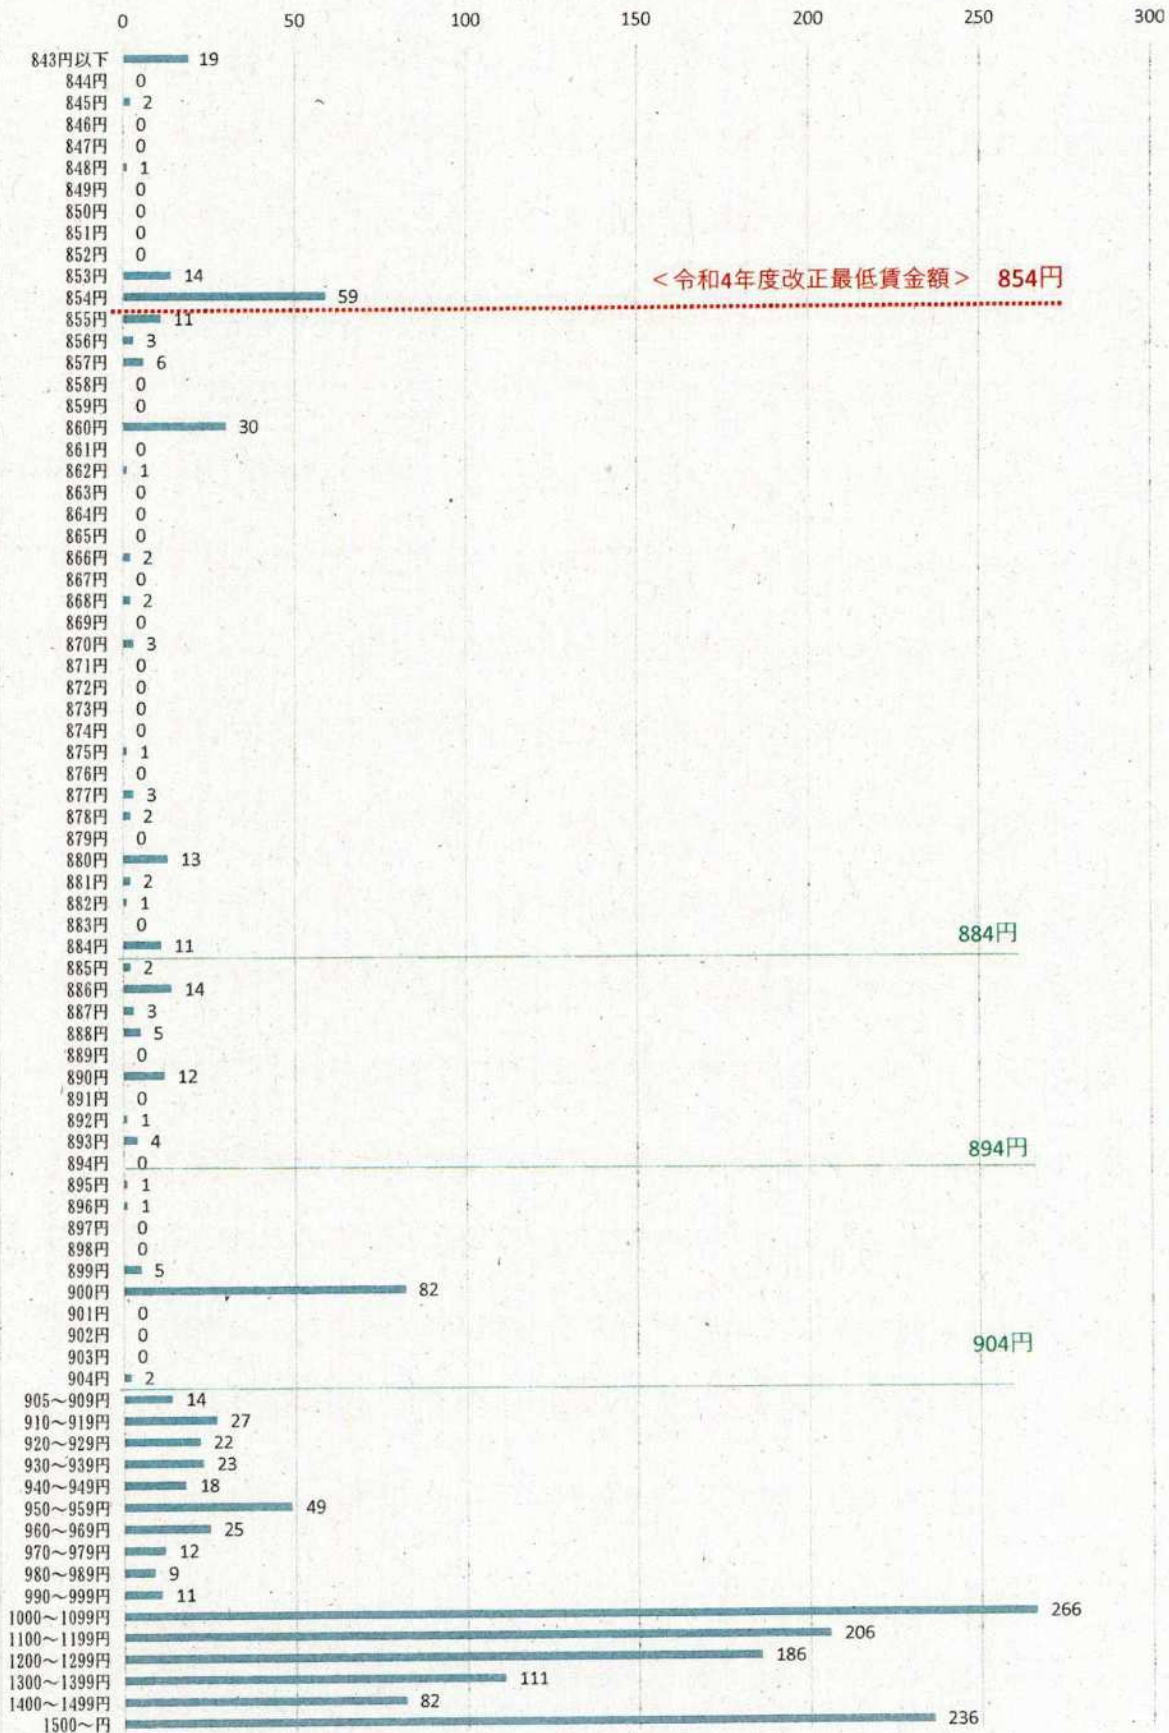 0 50 100 150 200 250 300
843円以下 19
844円 0
845円 2
846円 0
847円 0
848円 1
849円 0
850円 0
851円 0
852円 0
853円 14
<令和4年度改正最低賃金額> 854円
854円 59
855円 11
856円 3
857円 6
858円 0
859円 0
860円 30
861円 0
862円 1
863円 0
864円 0
865円 0
866円 2
867円 0
868円 2
869円 0
870円 3
871円 0
872円 0
873円 0
874円 0
875円 1
876円 0
877円 3
878円 2
879円 0
880円 13
881円 2
882円 1
883円 0
884円
884円 11
885円 2
886円 14
887円 3
888円 5
889円 0
890円 12
891円 0
892円 1
893円 4
894円
894円 0
895円 1
896円 1
897円 0
898円 0
899円 5
900円 82
901円 0
902円 0
904円
903円 0
904円 2
905～909円 14
910～919円 27
920～929円 22
930～939円 23
940～949円 18
950～959円 49
960～969円 25
970～979円 12
980～989円 9
990～999円 11
1000～1099円 266
1100～1199円 206
1200～1299円 186
1300～1399円 111
1400～1499円 82
1500～円 236